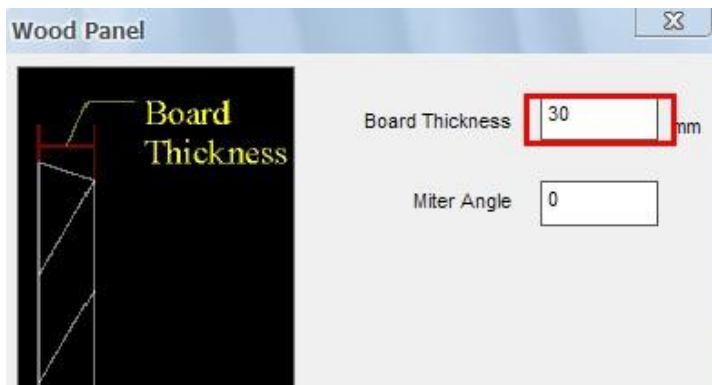 Wood Panel
Board
Thickness
Board Thickness
30
mm
Miter Angle
0